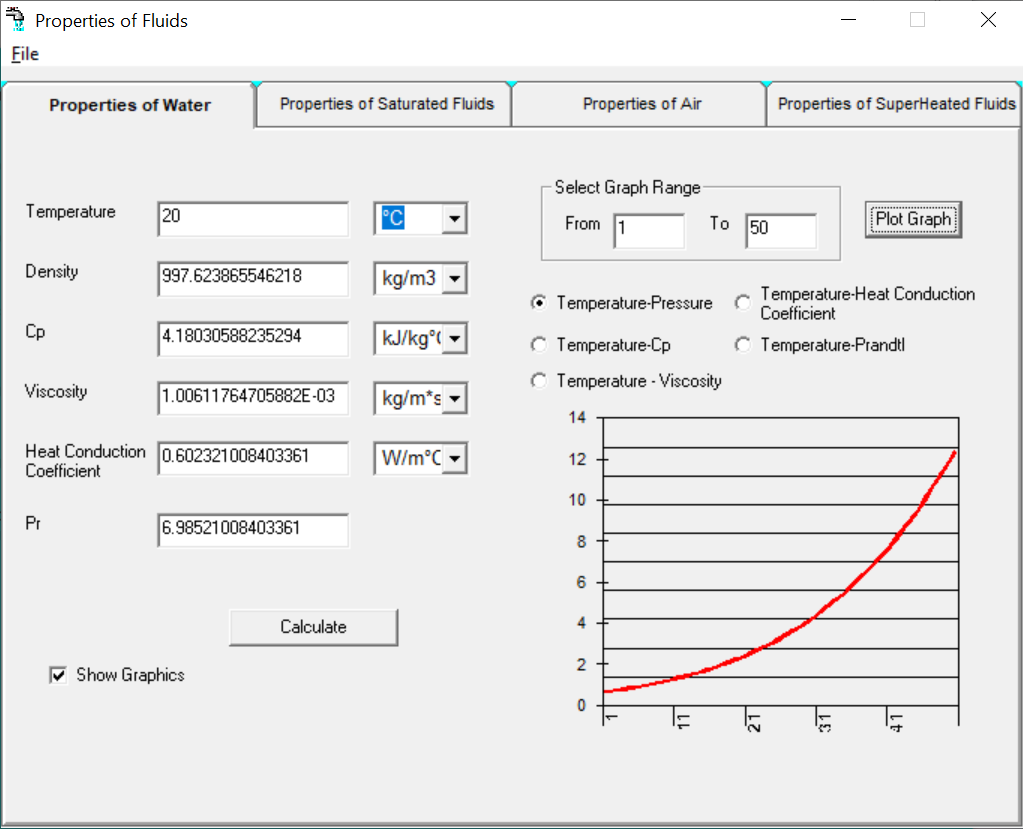 Properties of Fluids
File
Properties of Water
Properties of Saturated Fluids
Properties of Air
Properties of SuperHeated Fluids
Temperature
20
°C
Density
997.623865546218
kg/m3
Cp
4.18030588235294
kJ/kg°(
Viscosity
1.00611764705882E-03
kg/m*s
Heat Conduction
Coefficient
0.602321008403361
W/m°C
Pr
6.98521008403361
Calculate
Show Graphics
Select Graph Range
From
1
To
50
Plot Graph
Temperature-Pressure
Temperature-Heat Conduction
Coefficient
Temperature-Cp
Temperature-Prandtl
Temperature - Viscosity
14
12
10
8
6
4
2
0
1
11
21
31
41